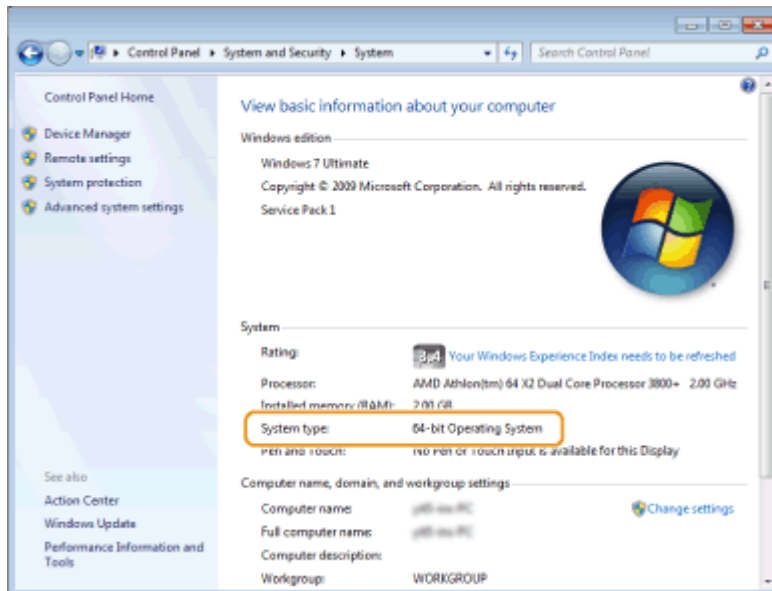 Control Panel ▸ System and Security ▸ System
Search Control Panel
Control Panel Home
Device Manager
Remote settings
System protection
Advanced system settings
See also
Action Center
Windows Update
Performance Information and
Tools
View basic information about your computer
Windows edition
Windows 7 Ultimate
Copyright © 2009 Microsoft Corporation. All rights reserved.
Service Pack 1
System
Rating:
3.4 Your Windows Experience Index needs to be refreshed
Processor: AMD Athlon(tm) 64 X2 Dual Core Processor 3800+ 2.00 GHz
Installed memory (RAM): 2.00 GB
System type: 64-bit Operating System
Pen and Touch: No Pen or Touch Input is available for this Display
Computer name, domain, and workgroup settings
Computer name:
Change settings
Full computer name:
Computer description:
Workgroup: WORKGROUP